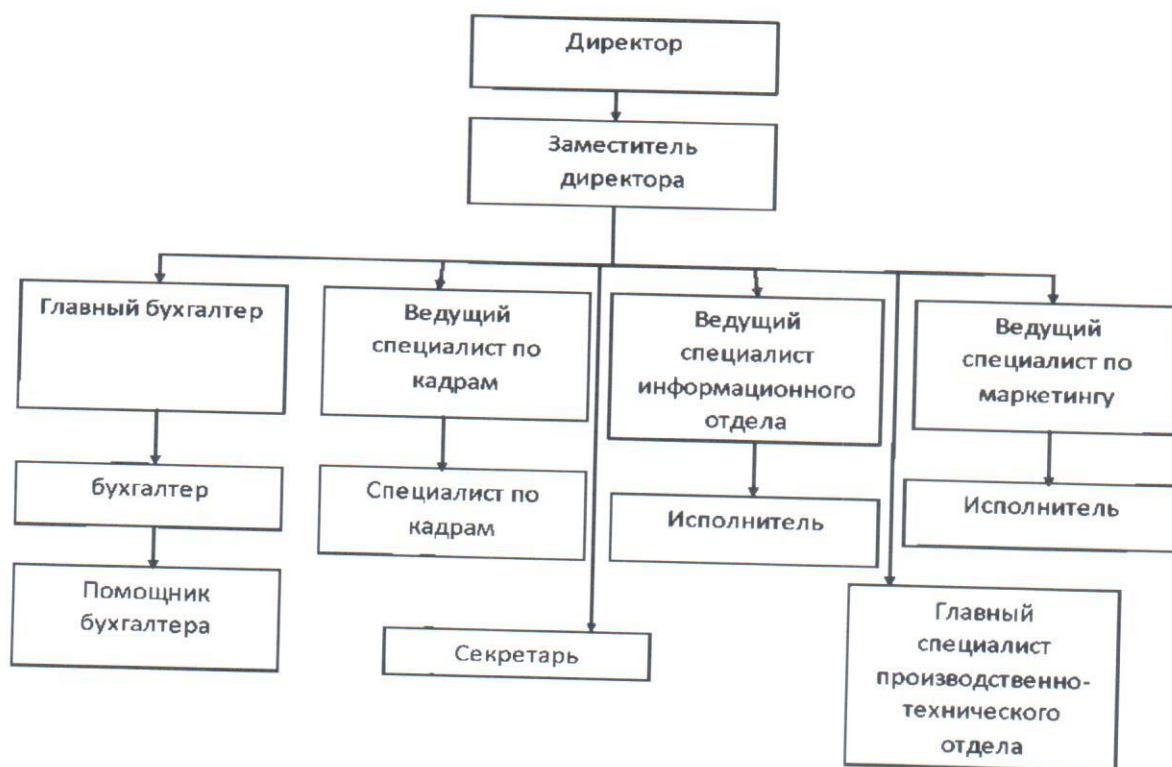 Директор
Заместитель
директора
Главный бухгалтер
Ведущий
специалист по
кадрам
Ведущий
специалист
информационного
отдела
Ведущий
специалист по
маркетингу
бухгалтер
Специалист по
кадрам
Исполнитель
Исполнитель
Помощник
бухгалтера
Секретарь
Главный
специалист
производственно-
технического
отдела